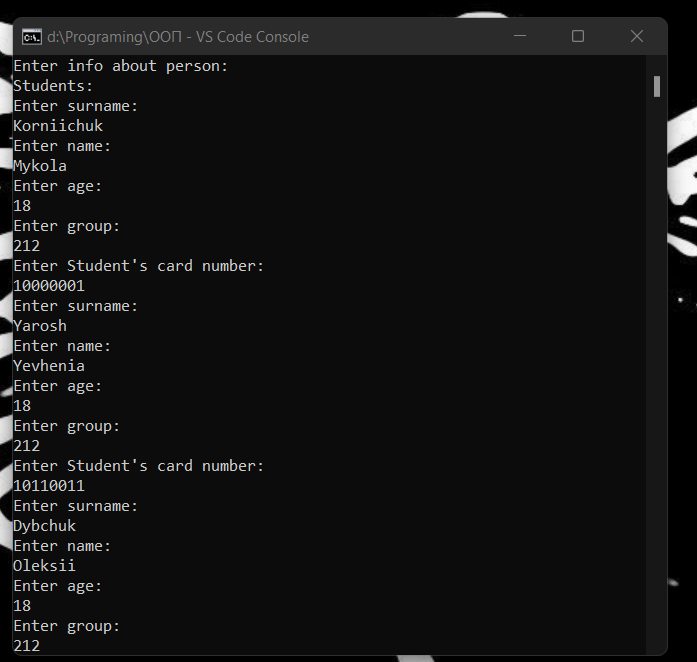 d:\Programing\ООП - VS Code Console
Enter info about person:
Students:
Enter surname:
Korniichuk
Enter name:
Mykola
Enter age:
18
Enter group:
212
Enter Student's card number:
10000001
Enter surname:
Yarosh
Enter name:
Yevhenia
Enter age:
18
Enter group:
212
Enter Student's card number:
10110011
Enter surname:
Dybchuk
Enter name:
Oleksii
Enter age:
18
Enter group:
212